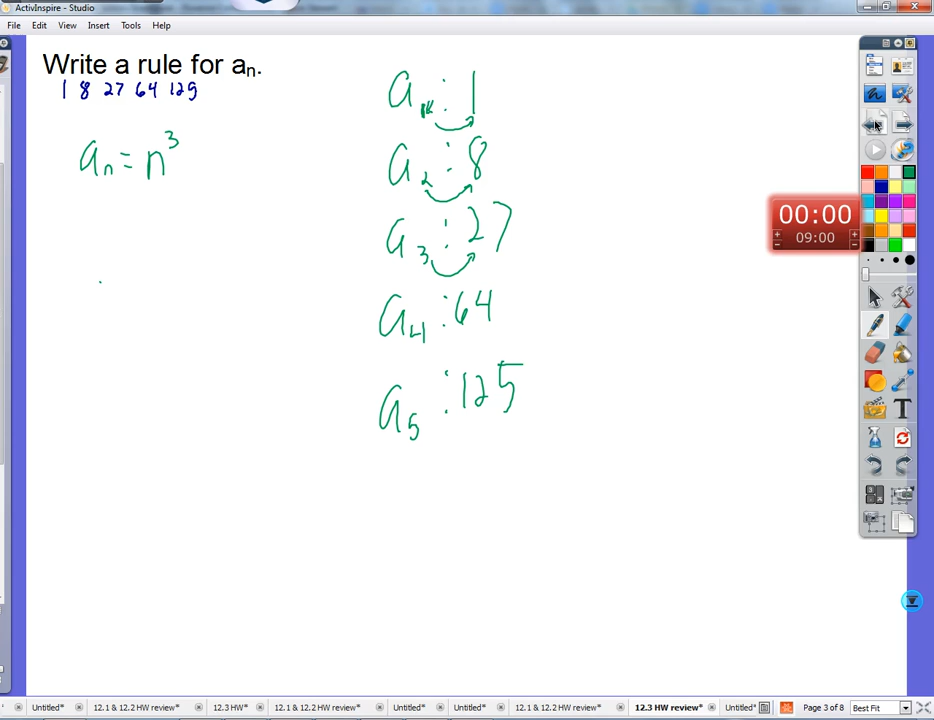 ActivInspire - Studio
File Edit View Insert Tools Help
Write a rule for aₙ.
1 8 27 64 125
aₙ = n³
a₁ : 1
a₂ : 8
a₃ : 27
a₄ : 64
a₅ : 125
00:00
09:00
Untitled* 12.1 & 12.2 HW review* 12.3 HW* 12.1 & 12.2 HW review* Untitled* Untitled* 12.1 & 12.2 HW review* 12.3 HW review* Untitled* Page 3 of 8 Best Fit